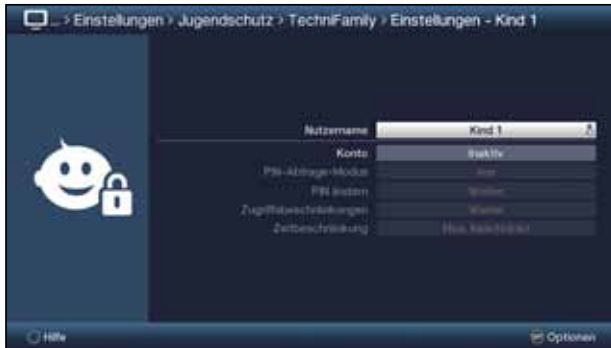 ... > Einstellungen > Jugendschutz > TechniFamily > Einstellungen - Kind 1
Nutzername Kind 1
Konto Inaktiv
PIN-Abfrage-Modus
PIN ändern Weiter
Zugriffsbeschränkungen Weiter
Zeitbeschränkung
Hilfe Optionen